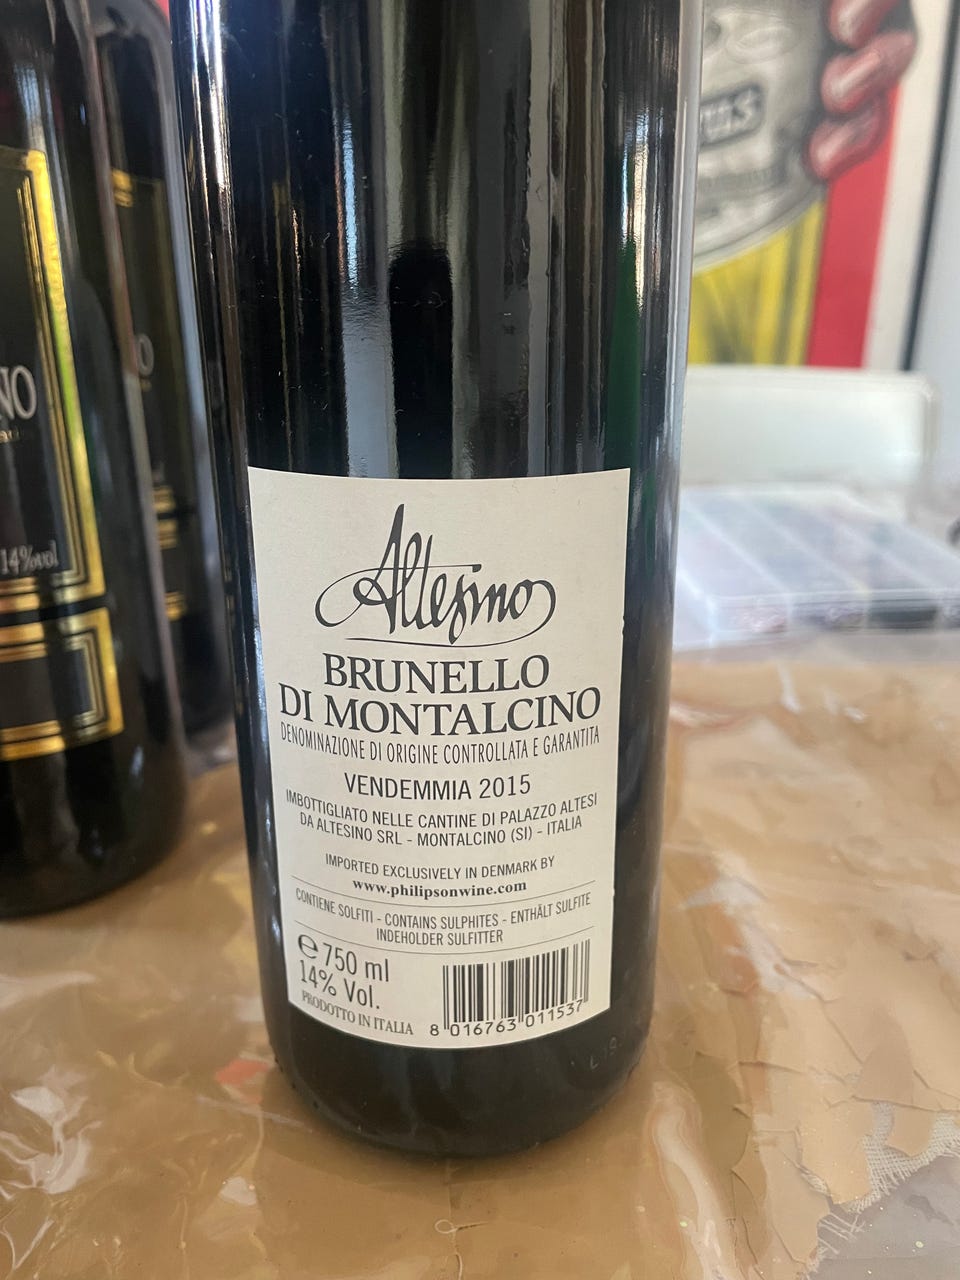 Altesino
BRUNELLO
DI MONTALCINO
DENOMINAZIONE DI ORIGINE CONTROLLATA E GARANTITA
VENDEMMIA 2015
IMBOTTIGLIATO NELLE CANTINE DI PALAZZO ALTESI
DA ALTESINO SRL - MONTALCINO (SI) - ITALIA
IMPORTED EXCLUSIVELY IN DENMARK BY
www.philipsonwine.com
CONTIENE SOLFITI - CONTAINS SULPHITES - ENTHÄLT SULFITE
INDEHOLDER SULFITTER
e 750 ml
14% Vol.
PRODOTTO IN ITALIA
8 016763 011537
14%vol